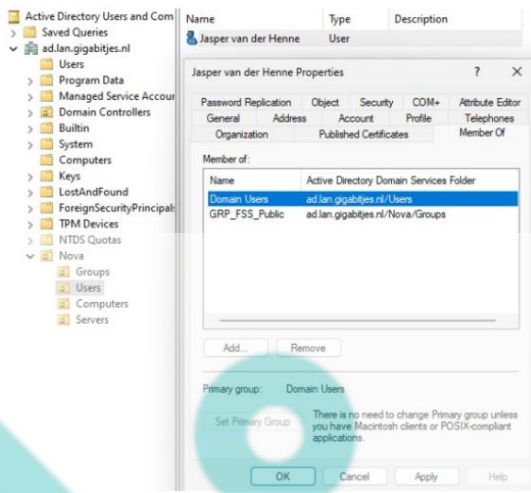 Active Directory Users and Com
Saved Queries
ad.lan.gigabitjes.nl
Users
Program Data
Managed Service Accour
Domain Controllers
Builtin
System
Computers
Keys
LostAndFound
ForeignSecurityPrincipals
TPM Devices
NTDS Quotas
Nova
Groups
Users
Computers
Servers
Name Type Description
Jasper van der Henne User
Jasper van der Henne Properties ? ×
Password Replication Object Security COM+ Attribute Editor
General Address Account Profile Telephones
Organization Published Certificates Member Of
Member of:
Name Active Directory Domain Services Folder
Domain Users ad.lan.gigabitjes.nl/Users
GRP_FSS_Public ad.lan.gigabitjes.nl/Nova/Groups
Add... Remove
Primary group: Domain Users
Set Primary Group
There is no need to change Primary group unless
you have Macintosh clients or POSIX-compliant
applications.
OK Cancel Apply Help